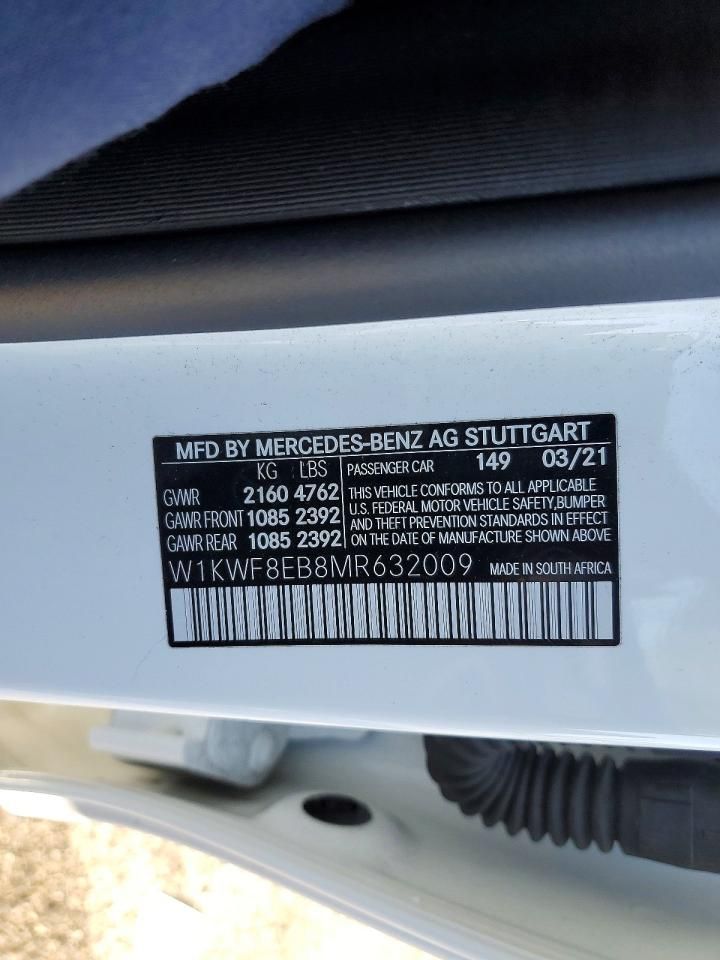 MFD BY MERCEDES-BENZ AG STUTTGART
KG LBS
GVWR 2160 4762
GAWR FRONT 1085 2392
GAWR REAR 1085 2392
PASSENGER CAR 149 03/21
THIS VEHICLE CONFORMS TO ALL APPLICABLE
U.S. FEDERAL MOTOR VEHICLE SAFETY,BUMPER
AND THEFT PREVENTION STANDARDS IN EFFECT
ON THE DATE OF MANUFACTURE SHOWN ABOVE
W1KWF8EB8MR632009 MADE IN SOUTH AFRICA